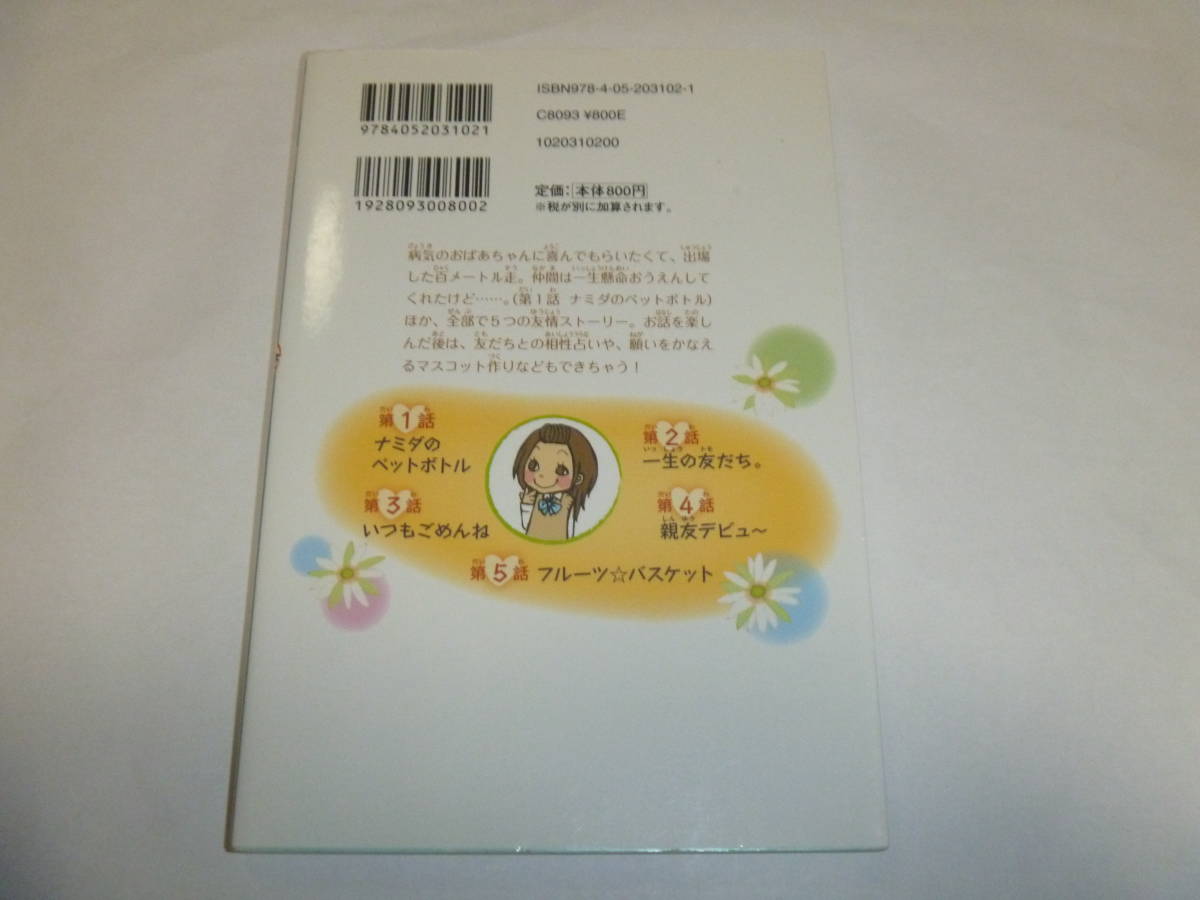 ISBN978-4-05-203102-1
9784052031021
C8093 ¥800E
1020310200
1928093008002
定価：本体800円
※税が別に加算されます。
病気のおばあちゃんに喜んでもらいたくて、出場
した百メートル走。仲間は一生懸命おうえんして
くれたけど……。(第1話 ナミダのペットボトル)
ほか、全部で5つの友情ストーリー。お話を楽し
んだ後は、友だちとの相性占いや、願いをかなえ
るマスコット作りなどもできちゃう！
第1話
ナミダの
ペットボトル
第2話
一生の友だち。
第3話
いつもごめんね
第4話
親友デビュ〜
第5話 フルーツ☆バスケット